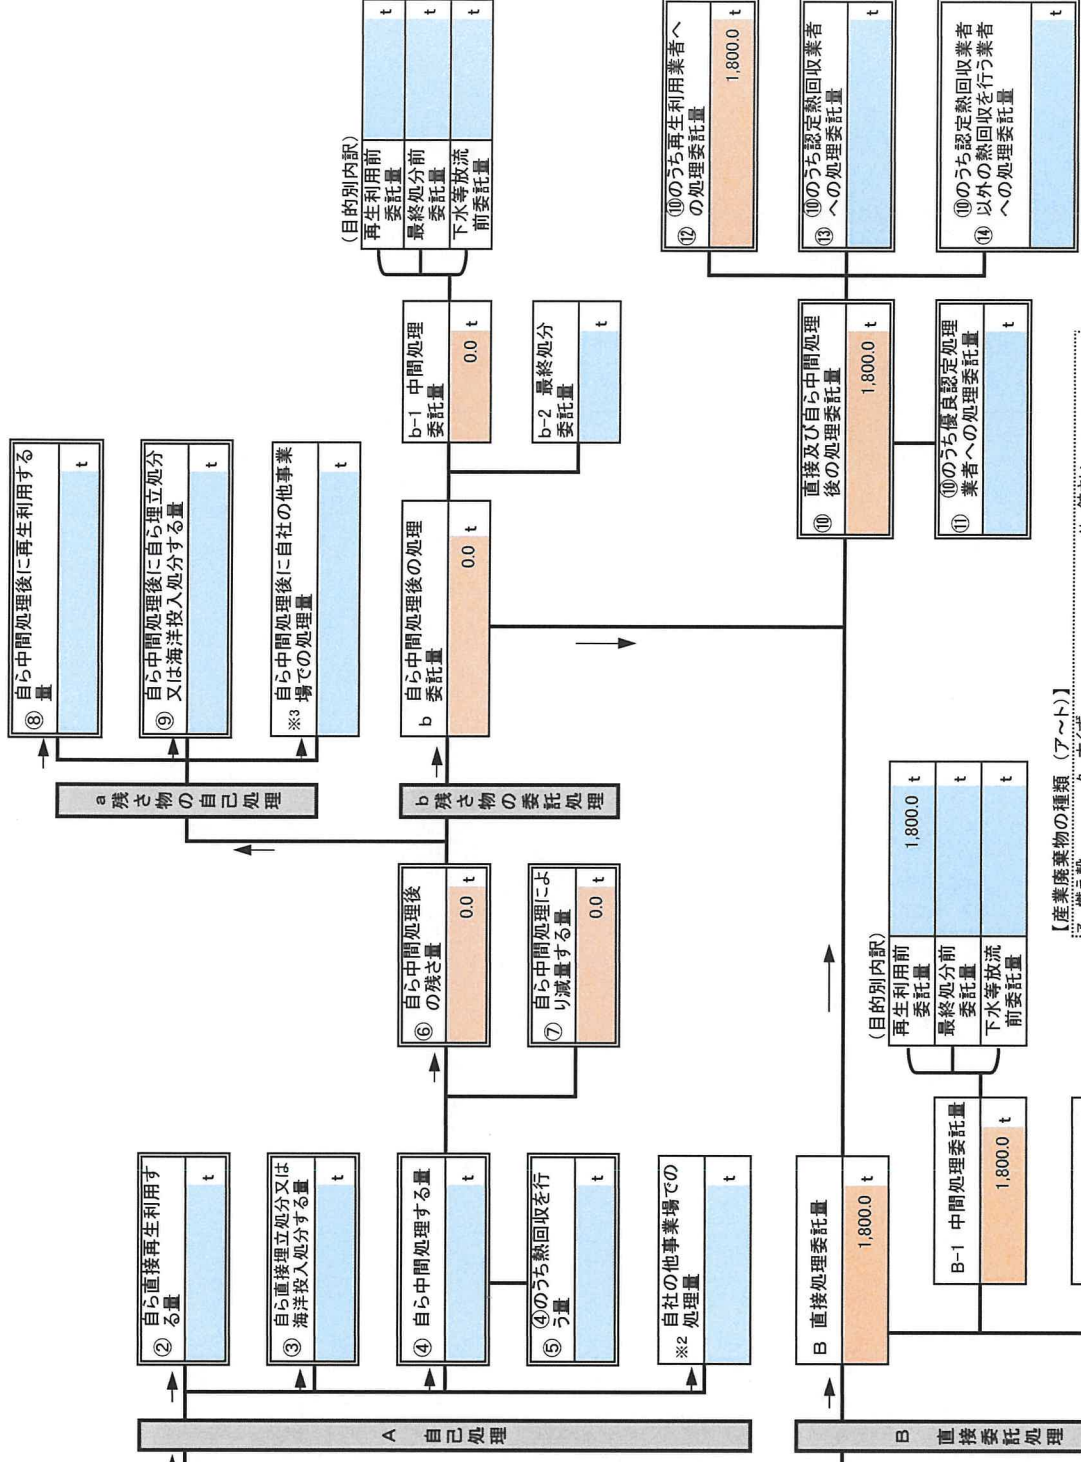 A 自己処理
② 自ら直接再生利用す
る量
t
③ 自ら直接埋立処分又は
海洋投入処分する量
t
④ 自ら中間処理する量
t
⑤ ④のうち熱回収を行
う量
t
※2 自社の他事業場での
処理量
t
⑥ 自ら中間処理後
の残さ量
0.0 t
⑦ 自ら中間処理によ
り減量する量
0.0 t
a 残さ物の自己処理
⑧ 自ら中間処理後に再生利用する
量
t
⑨ 自ら中間処理後に自ら埋立処分
又は海洋投入処分する量
t
※3 自ら中間処理後に自社の他事業
場での処理量
t
b 残さ物の委託処理
b 自ら中間処理後の処理
委託量
0.0 t
b-1 中間処理
委託量
0.0 t
b-2 最終処分
委託量
t
(目的別内訳)
再生利用前
委託量
t
最終処分前
委託量
t
下水等放流
前委託量
t
B 直接委託処理
B 直接処理委託量
1,800.0 t
B-1 中間処理委託量
1,800.0 t
(目的別内訳)
再生利用前
委託量
1,800.0 t
最終処分前
委託量
t
下水等放流
前委託量
t
⑩ 直接及び自ら中間処理
後の処理委託量
1,800.0 t
⑪ ⑩のうち優良認定処理
業者への処理委託量
t
⑫ ⑩のうち再生利用業者へ
の処理委託量
1,800.0 t
⑬ ⑩のうち認定熱回収業者
への処理委託量
t
⑭ ⑩のうち認定熱回収業者
以外の熱回収を行う業者
への処理委託量
t
【産業廃棄物の種類 (ア～ト)】